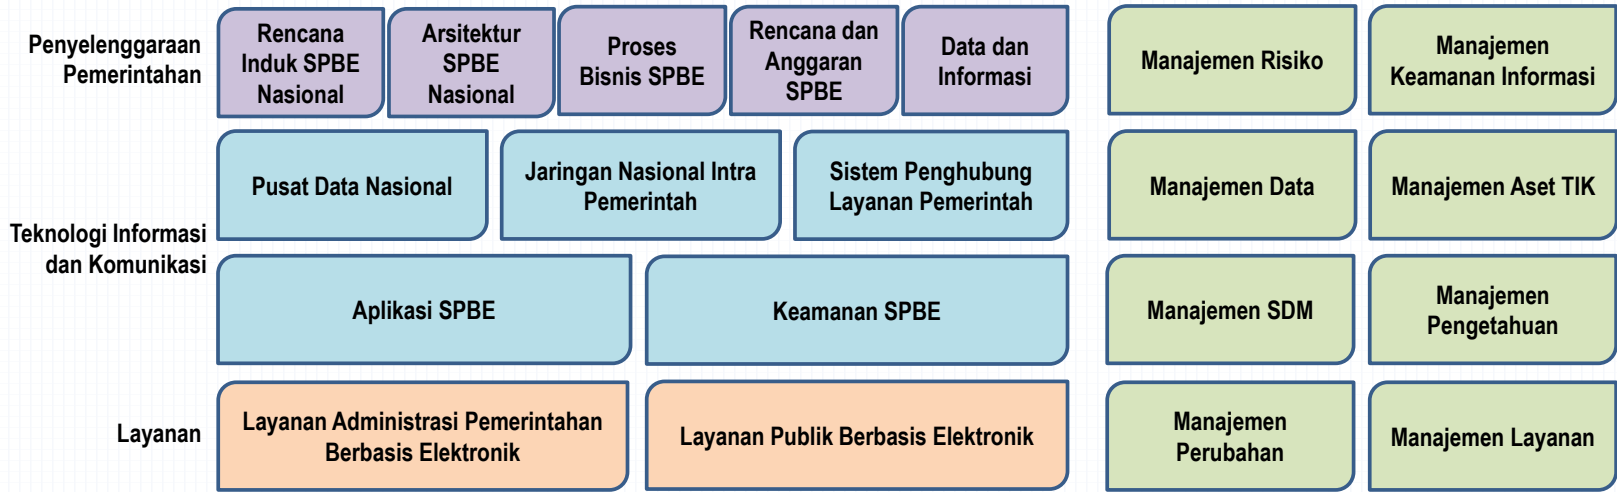 Penyelenggaraan
Pemerintahan
Rencana
Induk SPBE
Nasional
Arsitektur
SPBE
Nasional
Proses
Bisnis SPBE
Rencana dan
Anggaran
SPBE
Data dan
Informasi
Manajemen Risiko
Manajemen
Keamanan Informasi
Teknologi Informasi
dan Komunikasi
Pusat Data Nasional
Jaringan Nasional Intra
Pemerintah
Sistem Penghubung
Layanan Pemerintah
Manajemen Data
Manajemen Aset TIK
Aplikasi SPBE
Keamanan SPBE
Manajemen SDM
Manajemen
Pengetahuan
Layanan
Layanan Administrasi Pemerintahan
Berbasis Elektronik
Layanan Publik Berbasis Elektronik
Manajemen
Perubahan
Manajemen Layanan